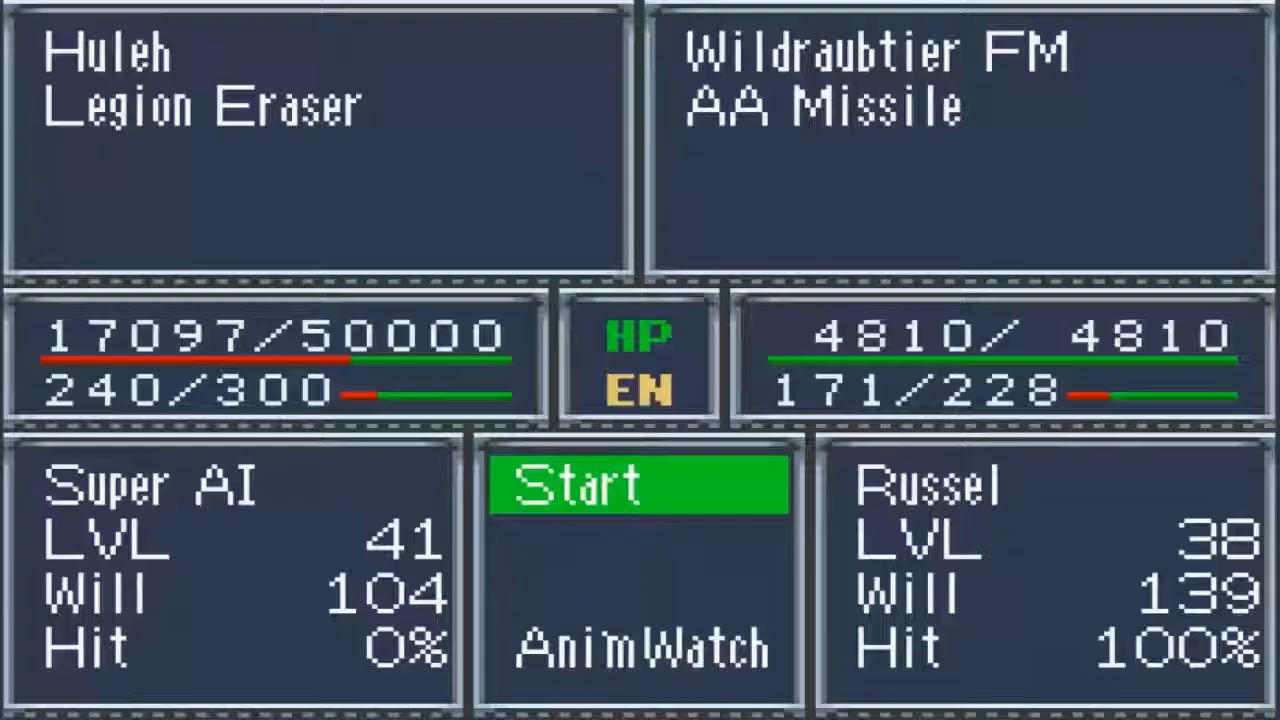 Huleh
Legion Eraser
Wildraubtier FM
AA Missile
17097/50000
240/300
HP
EN
4810/ 4810
171/228
Super AI
LVL 41
Will 104
Hit 0%
Start
AnimWatch
Russel
LVL 38
Will 139
Hit 100%